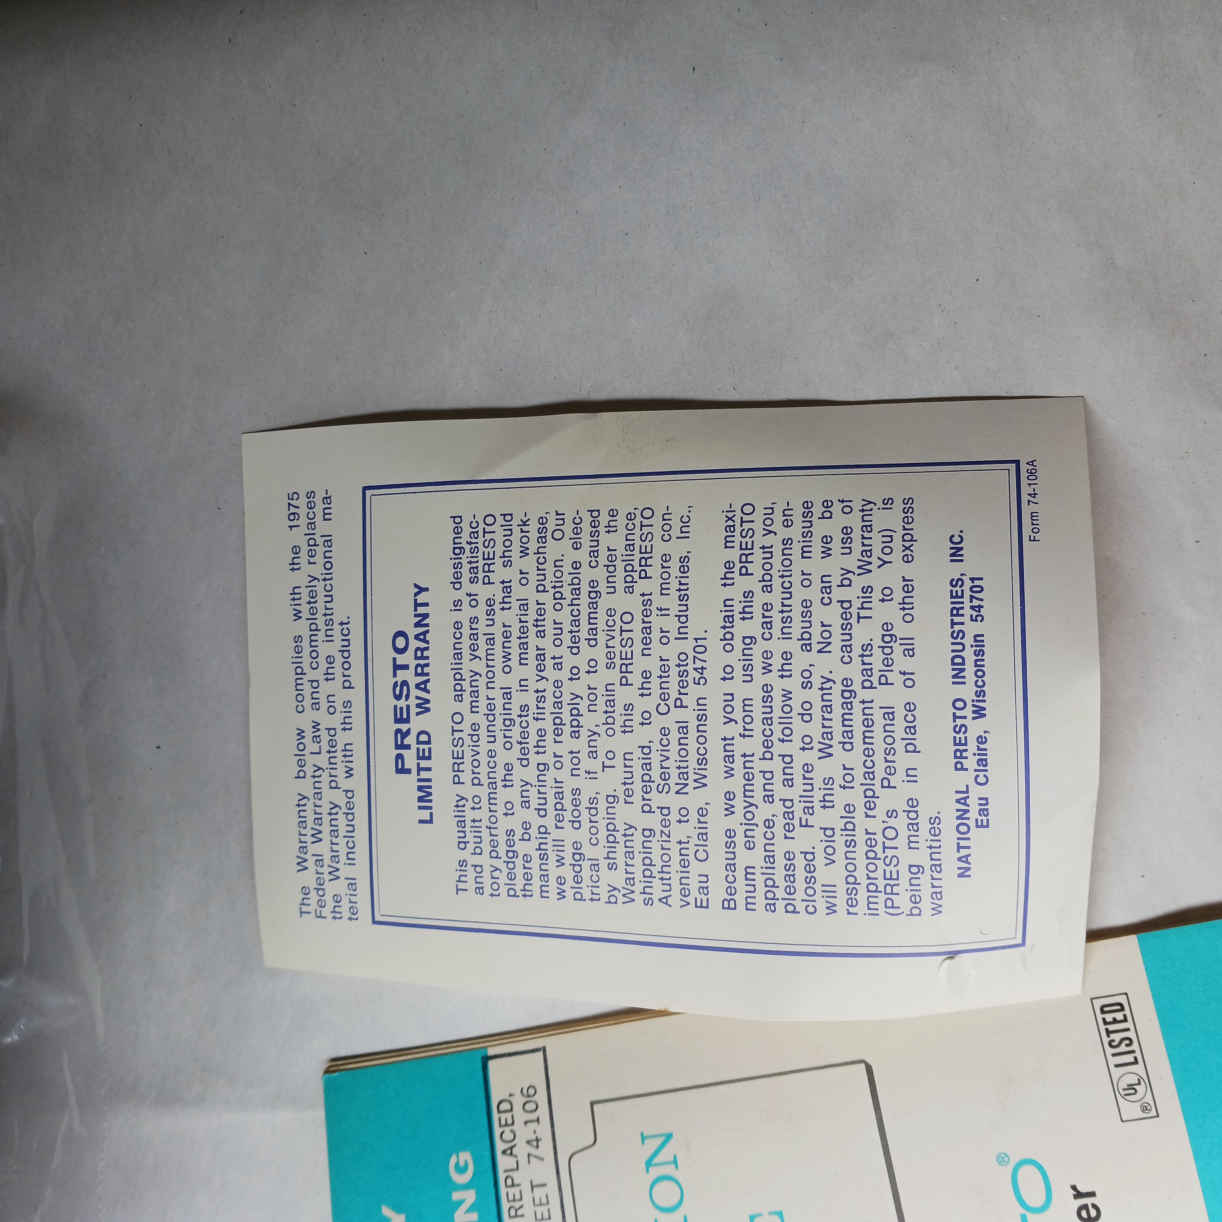 The Warranty below complies with the 1975
Federal Warranty Law and completely replaces
the Warranty printed on the instructional ma-
terial included with this product.
PRESTO
LIMITED WARRANTY
This quality PRESTO appliance is designed
and built to provide many years of satisfac-
tory performance under normal use. PRESTO
pledges to the original owner that should
there be any defects in material or work-
manship during the first year after purchase,
we will repair or replace at our option. Our
pledge does not apply to detachable elec-
trical cords, if any, nor to damage caused
by shipping. To obtain service under the
Warranty return this PRESTO appliance,
shipping prepaid, to the nearest PRESTO
Authorized Service Center or if more con-
venient, to National Presto Industries, Inc.,
Eau Claire, Wisconsin 54701.
Because we want you to obtain the maxi-
mum enjoyment from using this PRESTO
appliance, and because we care about you,
please read and follow the instructions en-
closed. Failure to do so, abuse or misuse
will void this Warranty. Nor can we be
responsible for damage caused by use of
improper replacement parts. This Warranty
(PRESTO's Personal Pledge to You) is
being made in place of all other express
warranties.
NATIONAL PRESTO INDUSTRIES, INC.
Eau Claire, Wisconsin 54701
Form 74-106A
Y
NG
REPLACED,
EET 74-106
ION
TO®
er
® UL LISTED